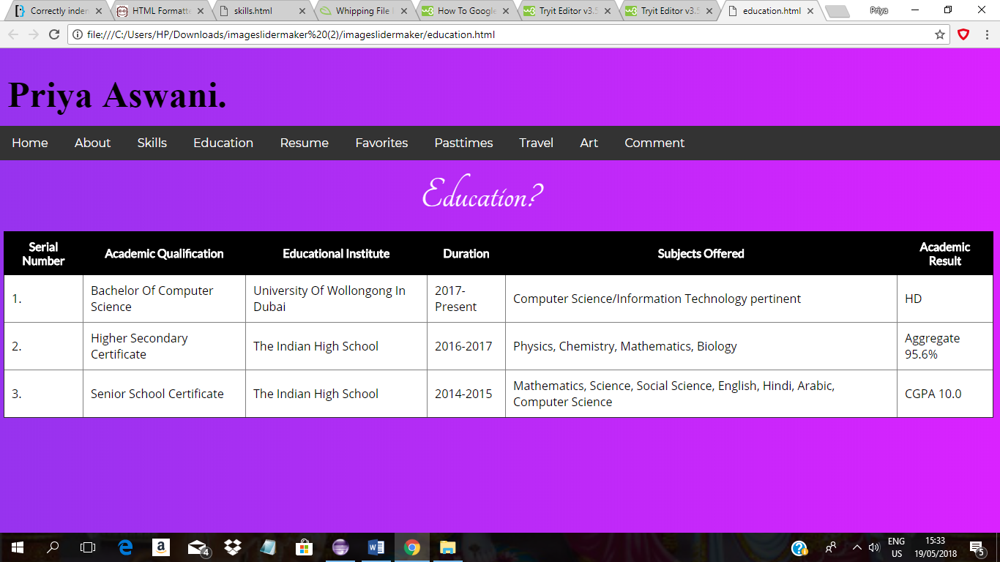 Correctly inden
HTML Formatte
skills.html
Whipping File
How To Google
Tryit Editor v3.5
Tryit Editor v3.5
education.html
Priya
file:///C:/Users/HP/Downloads/imageslidermaker%20(2)/imageslidermaker/education.html
Priya Aswani.
Home About Skills Education Resume Favorites Pasttimes Travel Art Comment
Education?
Serial Number Academic Qualification Educational Institute Duration Subjects Offered Academic Result
1. Bachelor Of Computer Science University Of Wollongong In Dubai 2017-Present Computer Science/Information Technology pertinent HD
2. Higher Secondary Certificate The Indian High School 2016-2017 Physics, Chemistry, Mathematics, Biology Aggregate 95.6%
3. Senior School Certificate The Indian High School 2014-2015 Mathematics, Science, Social Science, English, Hindi, Arabic, Computer Science CGPA 10.0
4
ENG
US
15:33
19/05/2018
5